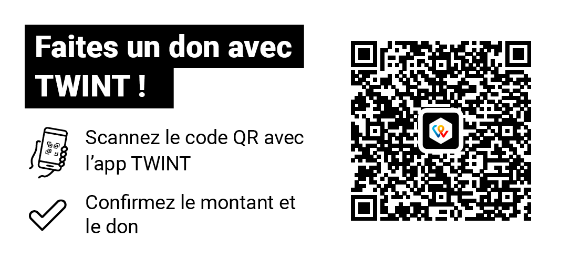 Faites un don avec
TWINT !
Scannez le code QR avec
l’app TWINT
Confirmez le montant et
le don